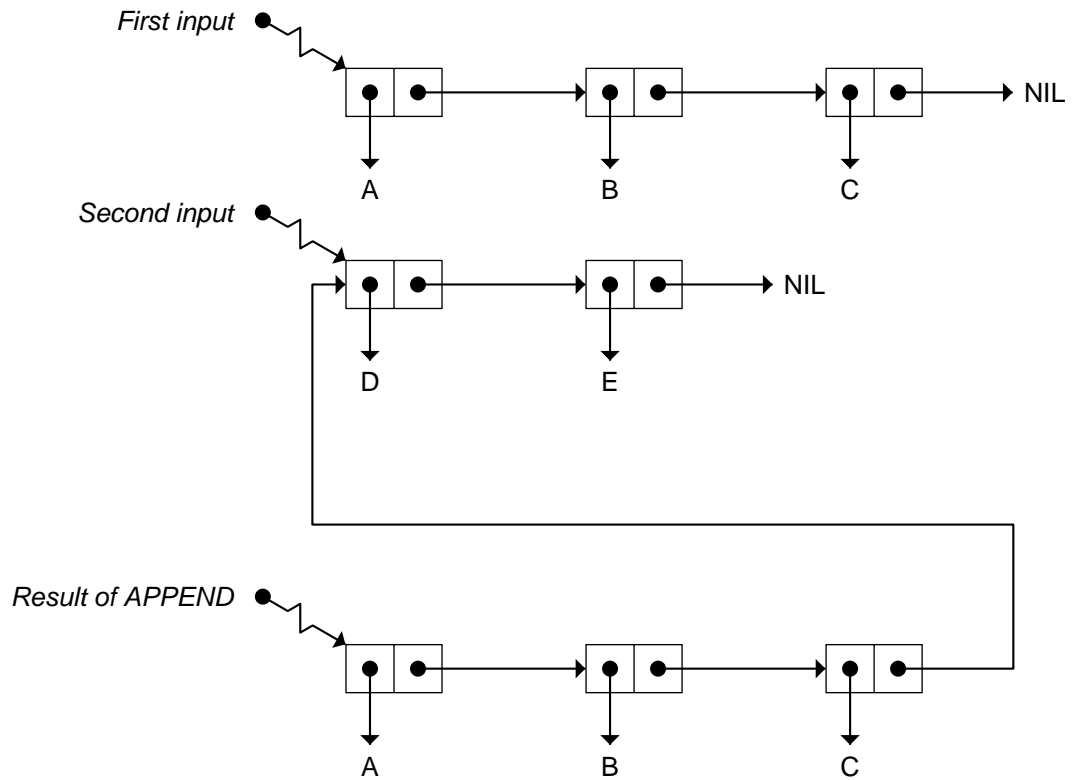 First input
NIL
A B C
Second input
NIL
D E
Result of APPEND
A B C